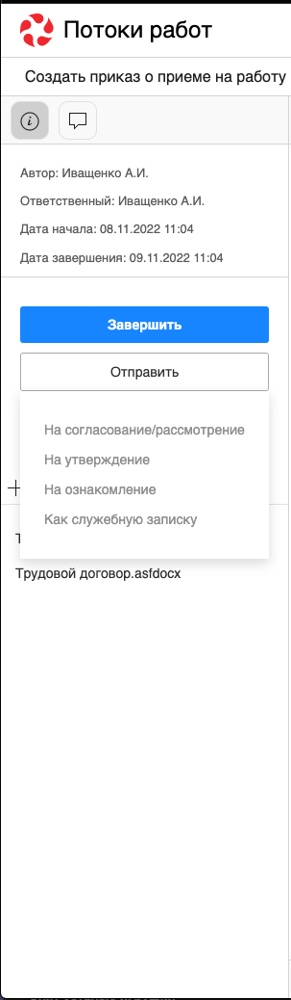 Потоки работ
Создать приказ о приеме на работу
Автор: Иващенко А.И.
Ответственный: Иващенко А.И.
Дата начала: 08.11.2022 11:04
Дата завершения: 09.11.2022 11:04
Завершить
Отправить
На согласование/рассмотрение
На утверждение
На ознакомление
Как служебную записку
Трудовой договор.asfdocx